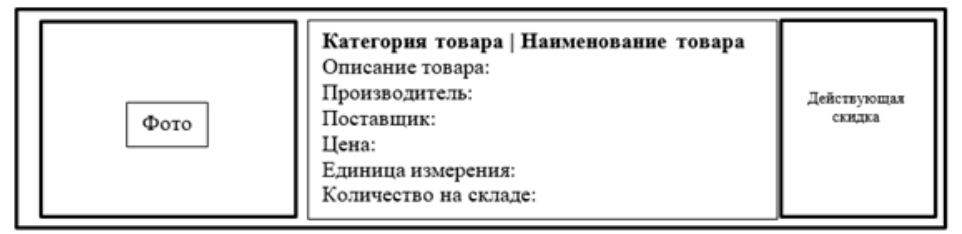 Фото
Категория товара | Наименование товара
Описание товара:
Производитель:
Поставщик:
Цена:
Единица измерения:
Количество на складе:
Действующая
скидка